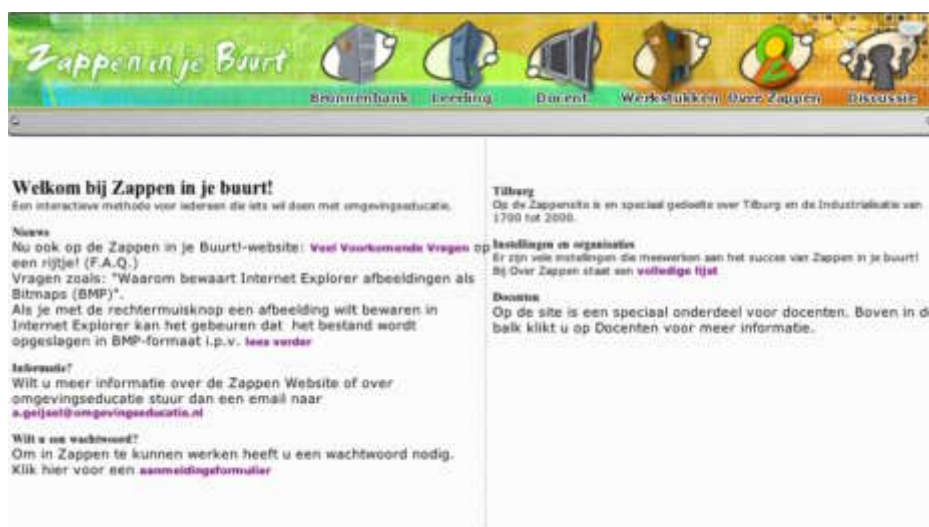 Zappen in je Buurt
Bronnenbank Leerling Docent Werkstukken Over Zappen Discussie
Welkom bij Zappen in je buurt!
Een interactieve methode voor iedereen die iets wil doen met omgevingseducatie.
Nieuws
Nu ook op de Zappen in je Buurt!-website: Veel Voorkomende Vragen op
een rijtje! (F.A.Q.)
Vragen zoals: "Waarom bewaart Internet Explorer afbeeldingen als
Bitmaps (BMP)".
Als je met de rechtermuisknop een afbeelding wilt bewaren in
Internet Explorer kan het gebeuren dat het bestand wordt
opgeslagen in BMP-formaat i.p.v. lees verder
Informatie?
Wilt u meer informatie over de Zappen Website of over
omgevingseducatie stuur dan een email naar
a.geijsel@omgevingseducatie.nl
Wilt u een wachtwoord?
Om in Zappen te kunnen werken heeft u een wachtwoord nodig.
Klik hier voor een aanmeldingsformulier
Tilburg
Op de Zappensite is en speciaal gedeelte over Tilburg en de Industrialisatie van
1700 tot 2000.
Instellingen en organisaties
Er zijn vele instellingen die meewerken aan het succes van Zappen in je buurt!
Bij Over Zappen staat een volledige lijst
Docenten
Op de site is een speciaal onderdeel voor docenten. Boven in de
balk klikt u op Docenten voor meer informatie.